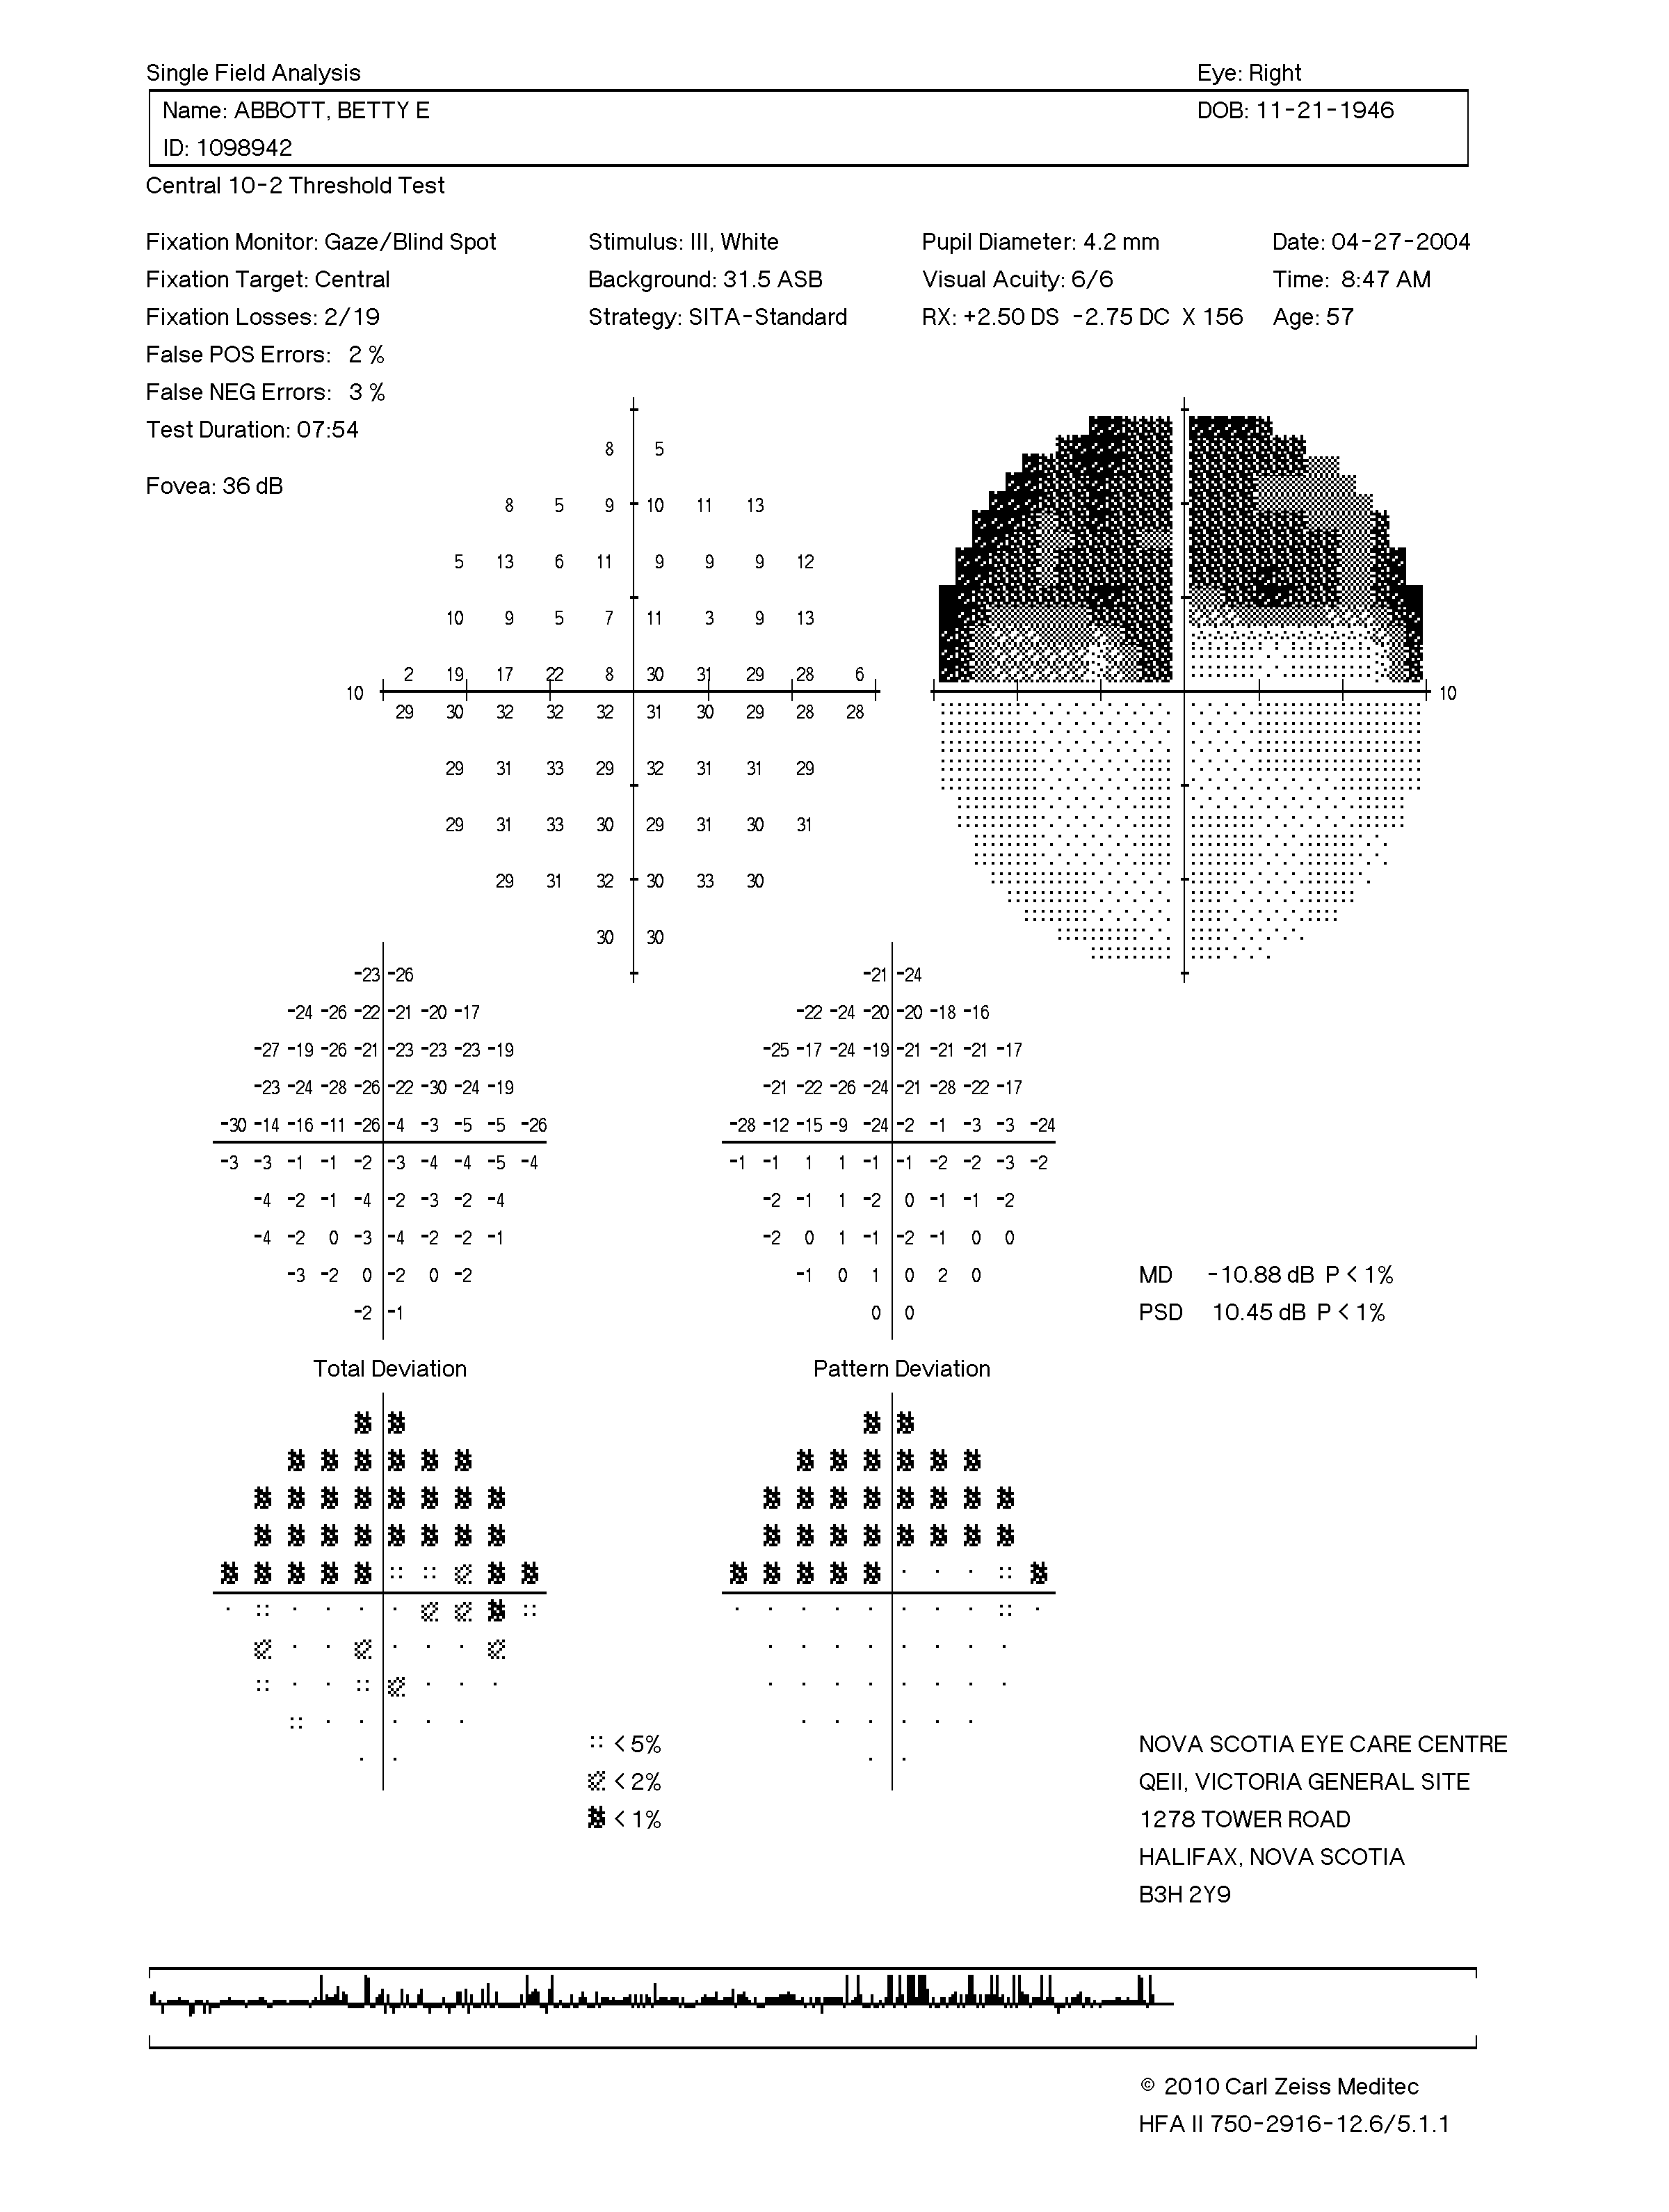 Single Field Analysis Eye: Right
Name: ABBOTT, BETTY E DOB: 11-21-1946
ID: 1098942
Central 10-2 Threshold Test
Fixation Monitor: Gaze/Blind Spot Stimulus: III, White Pupil Diameter: 4.2 mm Date: 04-27-2004
Fixation Target: Central Background: 31.5 ASB Visual Acuity: 6/6 Time: 8:47 AM
Fixation Losses: 2/19 Strategy: SITA-Standard RX: +2.50 DS -2.75 DC X 156 Age: 57
False POS Errors: 2 %
False NEG Errors: 3 %
Test Duration: 07:54
Fovea: 36 dB
8 5
8 5 9 10 11 13
5 13 6 11 9 9 9 12
10 9 5 7 11 3 9 13
2 19 17 22 8 30 31 29 28 6
10 10
29 30 32 32 32 31 30 29 28 28
29 31 33 29 32 31 31 29
29 31 33 30 29 31 30 31
29 31 32 30 33 30
30 30
-23 -26 -21 -24
-24 -26 -22 -21 -20 -17 -22 -24 -20 -20 -18 -16
-27 -19 -26 -21 -23 -23 -23 -19 -25 -17 -24 -19 -21 -21 -21 -17
-23 -24 -28 -26 -22 -30 -24 -19 -21 -22 -26 -24 -21 -28 -22 -17
-30 -14 -16 -11 -26 -4 -3 -5 -5 -26 -28 -12 -15 -9 -24 -2 -1 -3 -3 -24
-3 -3 -1 -1 -2 -3 -4 -4 -5 -4 -1 -1 1 1 -1 -1 -2 -2 -3 -2
-4 -2 -1 -4 -2 -3 -2 -4 -2 -1 1 -2 0 -1 -1 -2
-4 -2 0 -3 -4 -2 -2 -1 -2 0 1 -1 -2 -1 0 0
-3 -2 0 -2 0 -2 -1 0 1 0 2 0 MD -10.88 dB P < 1%
-2 -1 0 0 PSD 10.45 dB P < 1%
Total Deviation Pattern Deviation
< 5% NOVA SCOTIA EYE CARE CENTRE
< 2% QEII, VICTORIA GENERAL SITE
< 1% 1278 TOWER ROAD
HALIFAX, NOVA SCOTIA
B3H 2Y9
© 2010 Carl Zeiss Meditec
HFA II 750-2916-12.6/5.1.1